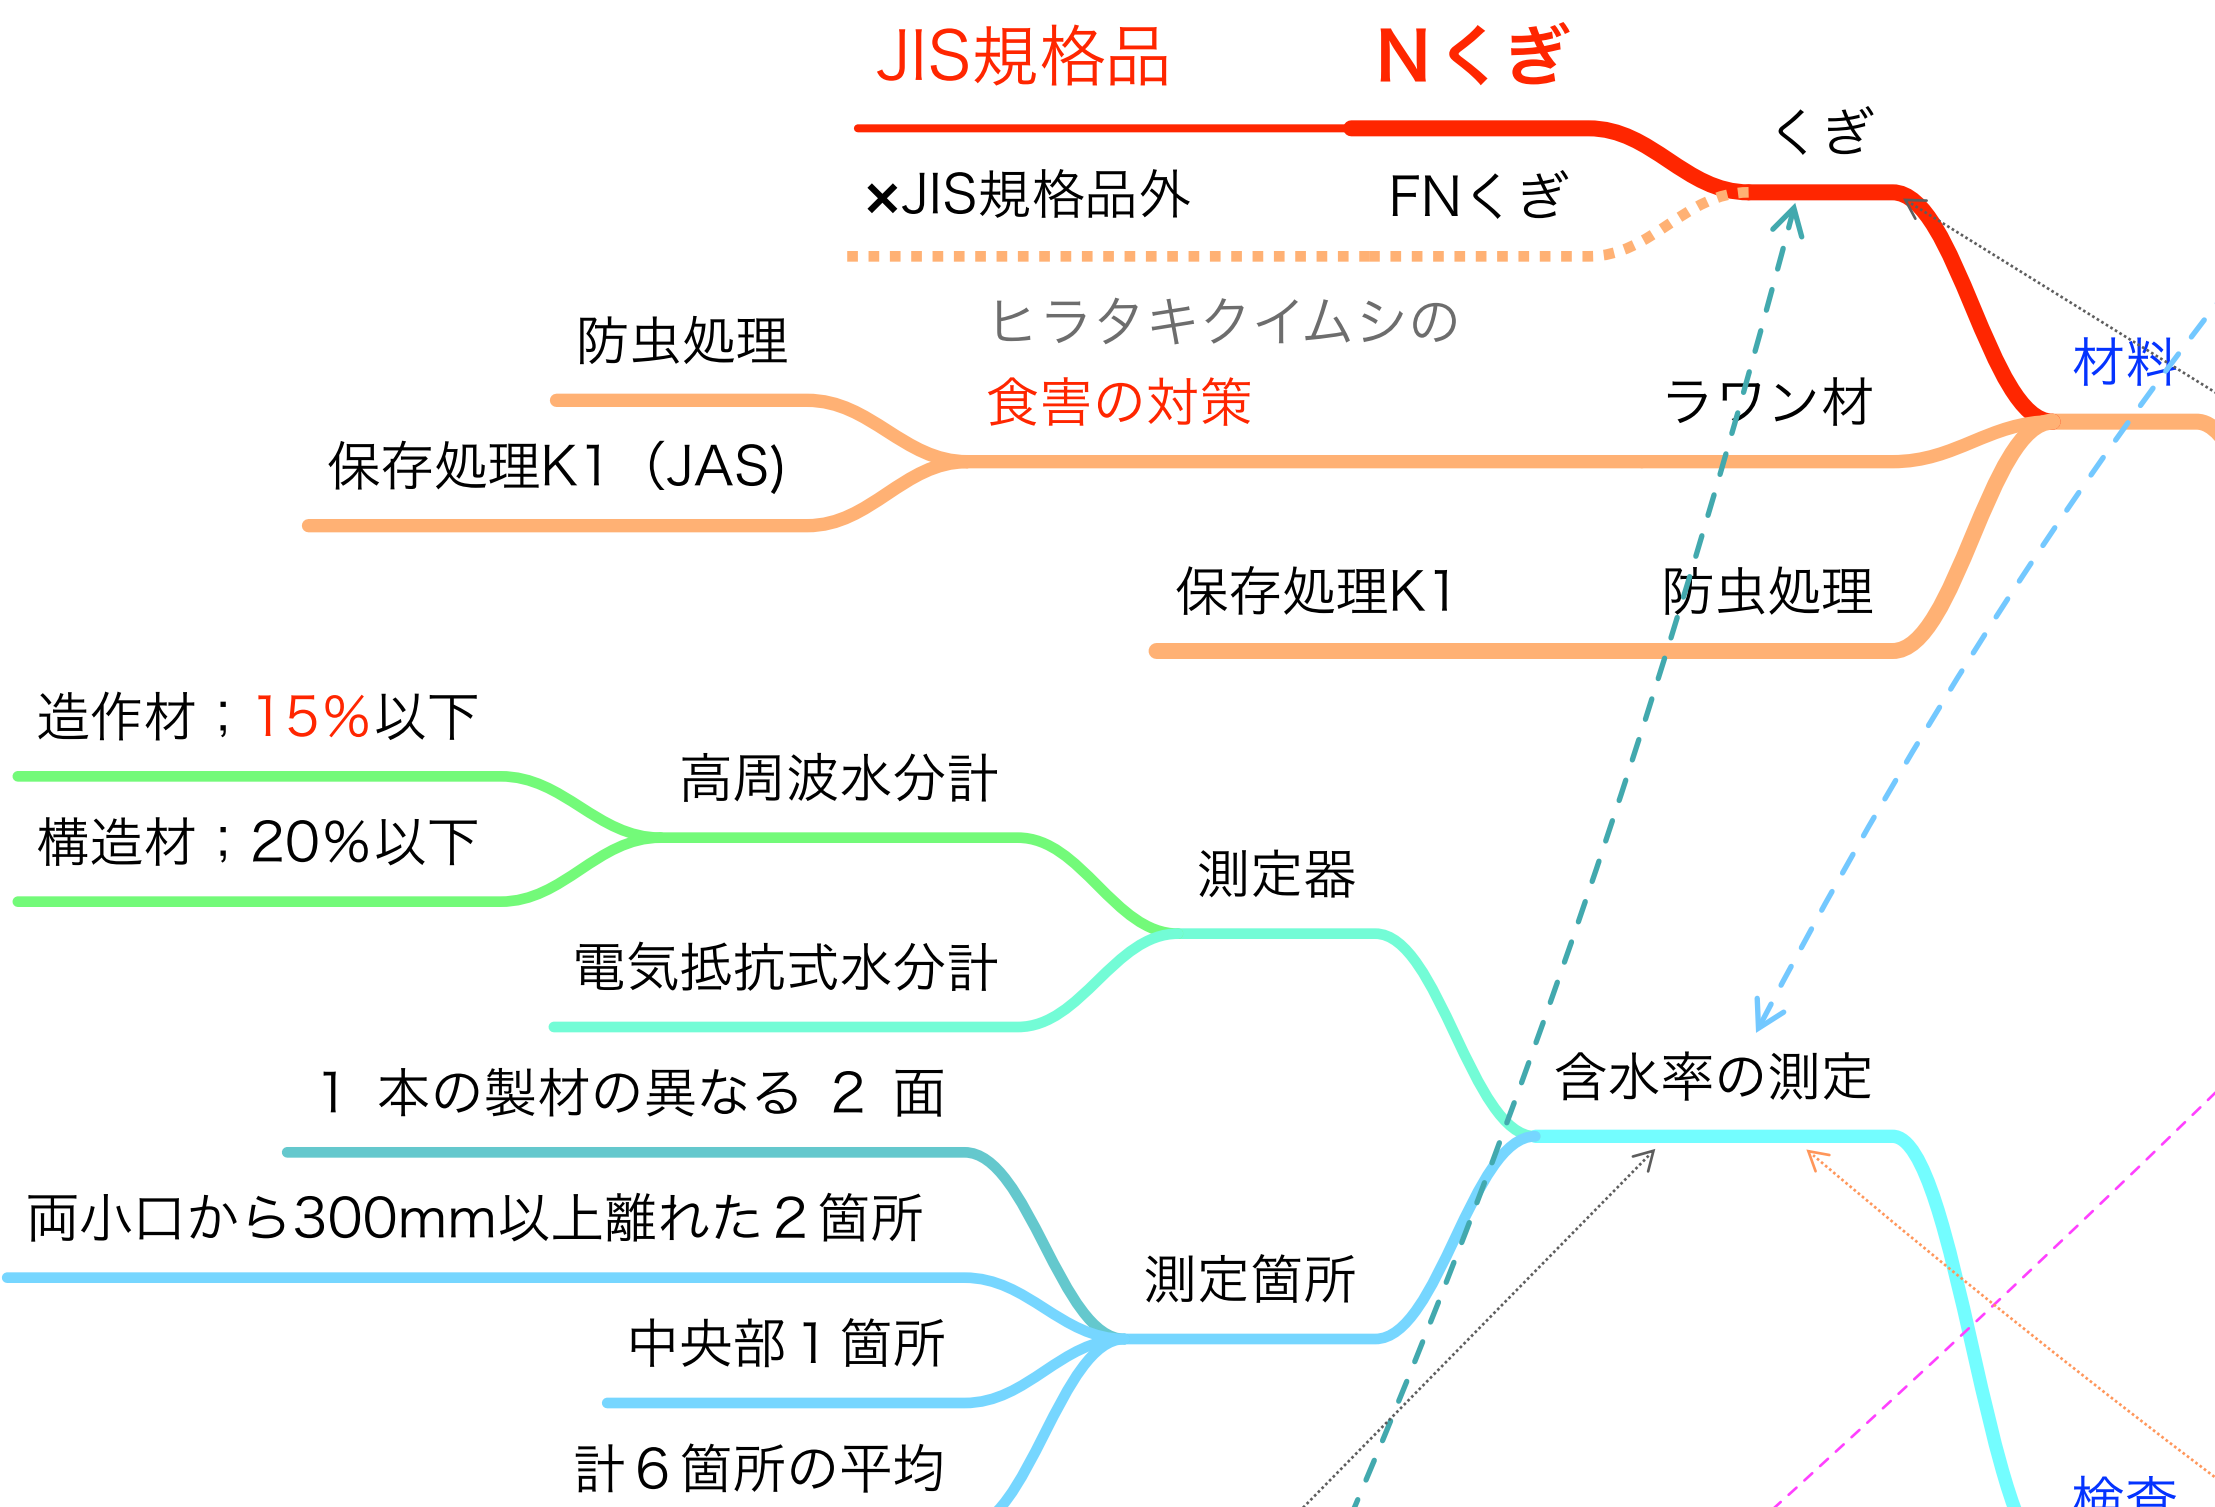 JIS規格品
Nくぎ
くぎ
×JIS規格品外
FNくぎ
ヒラタキクイムシの
食害の対策
防虫処理
材料
ラワン材
保存処理K1（JAS)
保存処理K1
防虫処理
造作材；15%以下
高周波水分計
構造材；20%以下
測定器
電気抵抗式水分計
含水率の測定
１ 本の製材の異なる ２ 面
両小口から300mm以上離れた２箇所
測定箇所
中央部１箇所
計６箇所の平均
検査